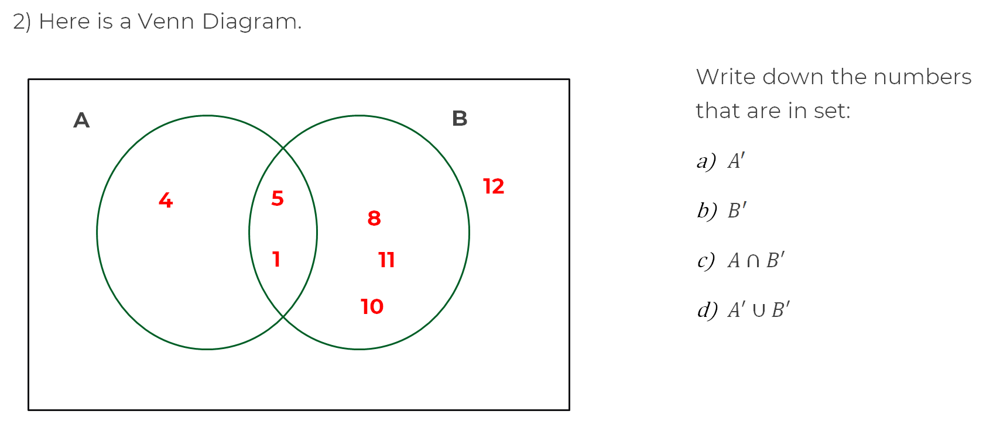 2) Here is a Venn Diagram.
Write down the numbers
that are in set:
A
B
4
5
8
12
1
11
10
a) A′
b) B′
c) A ∩ B′
d) A′ ∪ B′